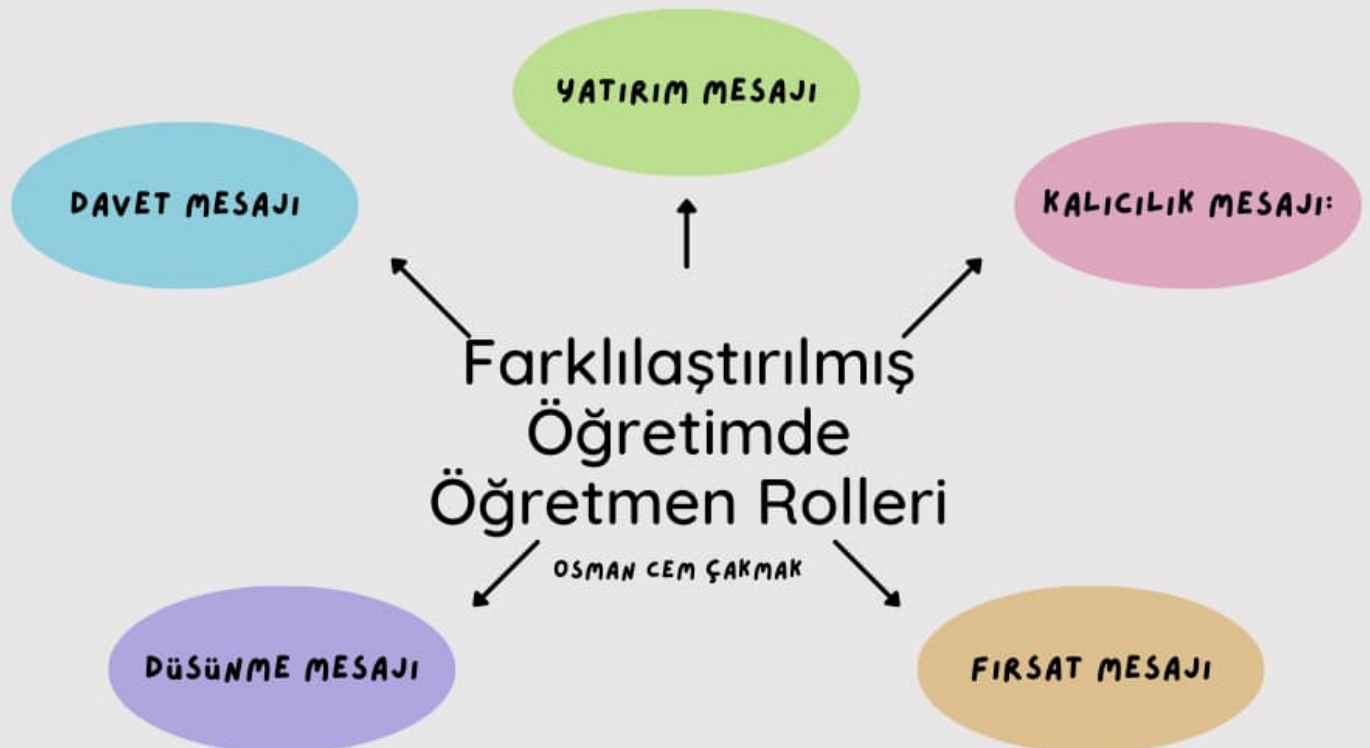 YATIRIM MESAJI
DAVET MESAJI
KALICILIK MESAJI:
Farklılaştırılmış
Öğretimde
Öğretmen Rolleri
OSMAN CEM ÇAKMAK
DÜSÜNME MESAJI
FIRSAT MESAJI